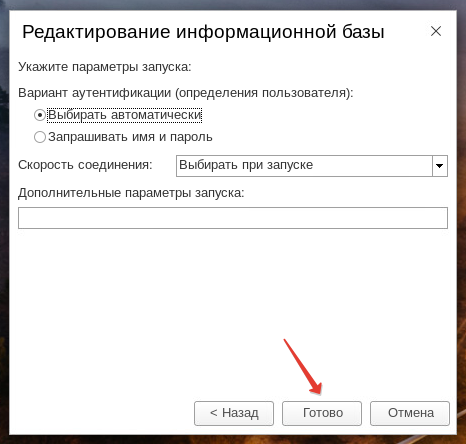 Редактирование информационной базы
Укажите параметры запуска:
Вариант аутентификации (определения пользователя):
Выбирать автоматически
Запрашивать имя и пароль
Скорость соединения: Выбирать при запуске
Дополнительные параметры запуска:
< Назад Готово Отмена